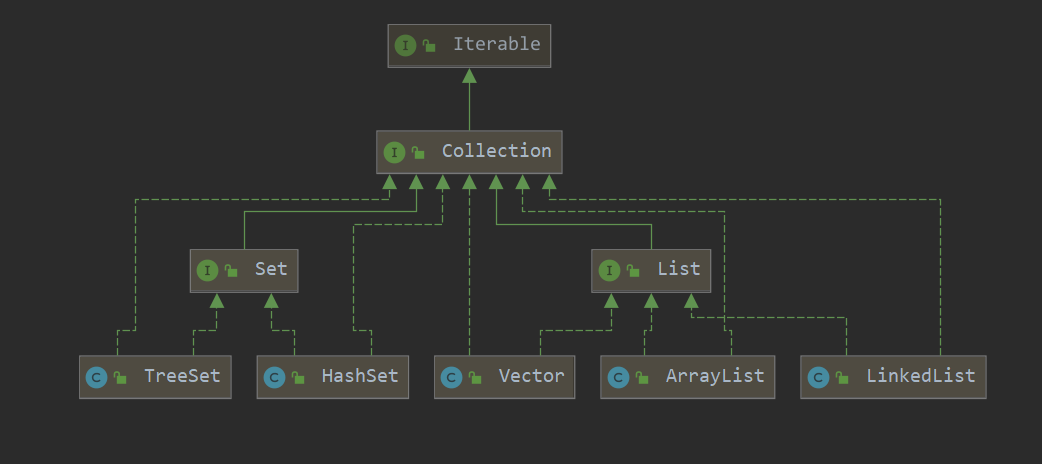 I Iterable
I Collection
I Set
I List
C TreeSet
C HashSet
C Vector
C ArrayList
C LinkedList